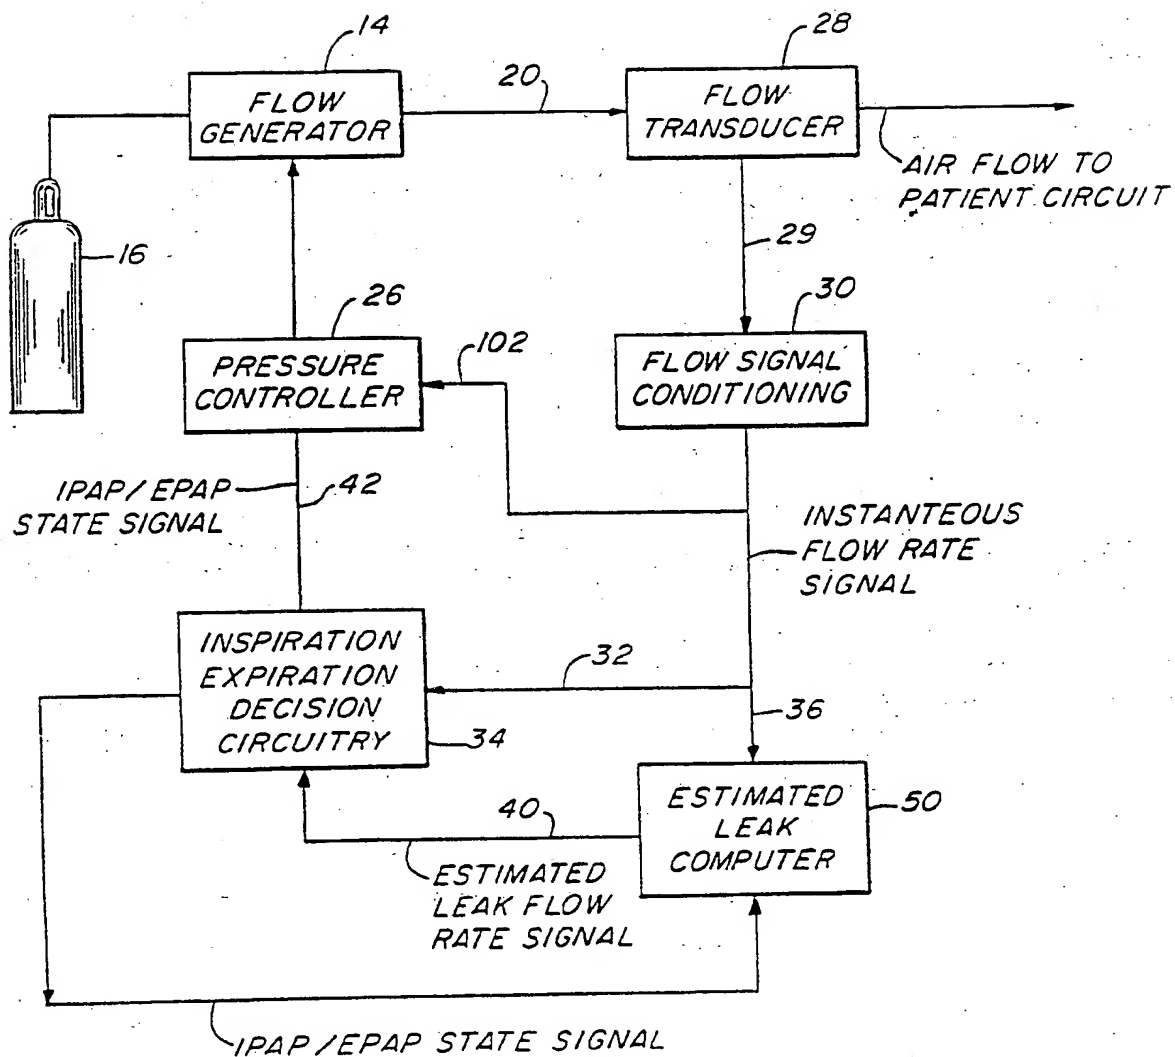 14
28
FLOW
GENERATOR
20
FLOW
TRANSDUCER
AIR FLOW TO
PATIENT CIRCUIT
16
29
26
30
102
PRESSURE
CONTROLLER
FLOW SIGNAL
CONDITIONING
IPAP/EPAP
STATE SIGNAL
42
INSTANTEOUS
FLOW RATE
SIGNAL
INSPIRATION
EXPIRATION
DECISION
CIRCUITRY
34
32
36
40
ESTIMATED
LEAK
COMPUTER
50
ESTIMATED
LEAK FLOW
RATE SIGNAL
IPAP/EPAP STATE SIGNAL